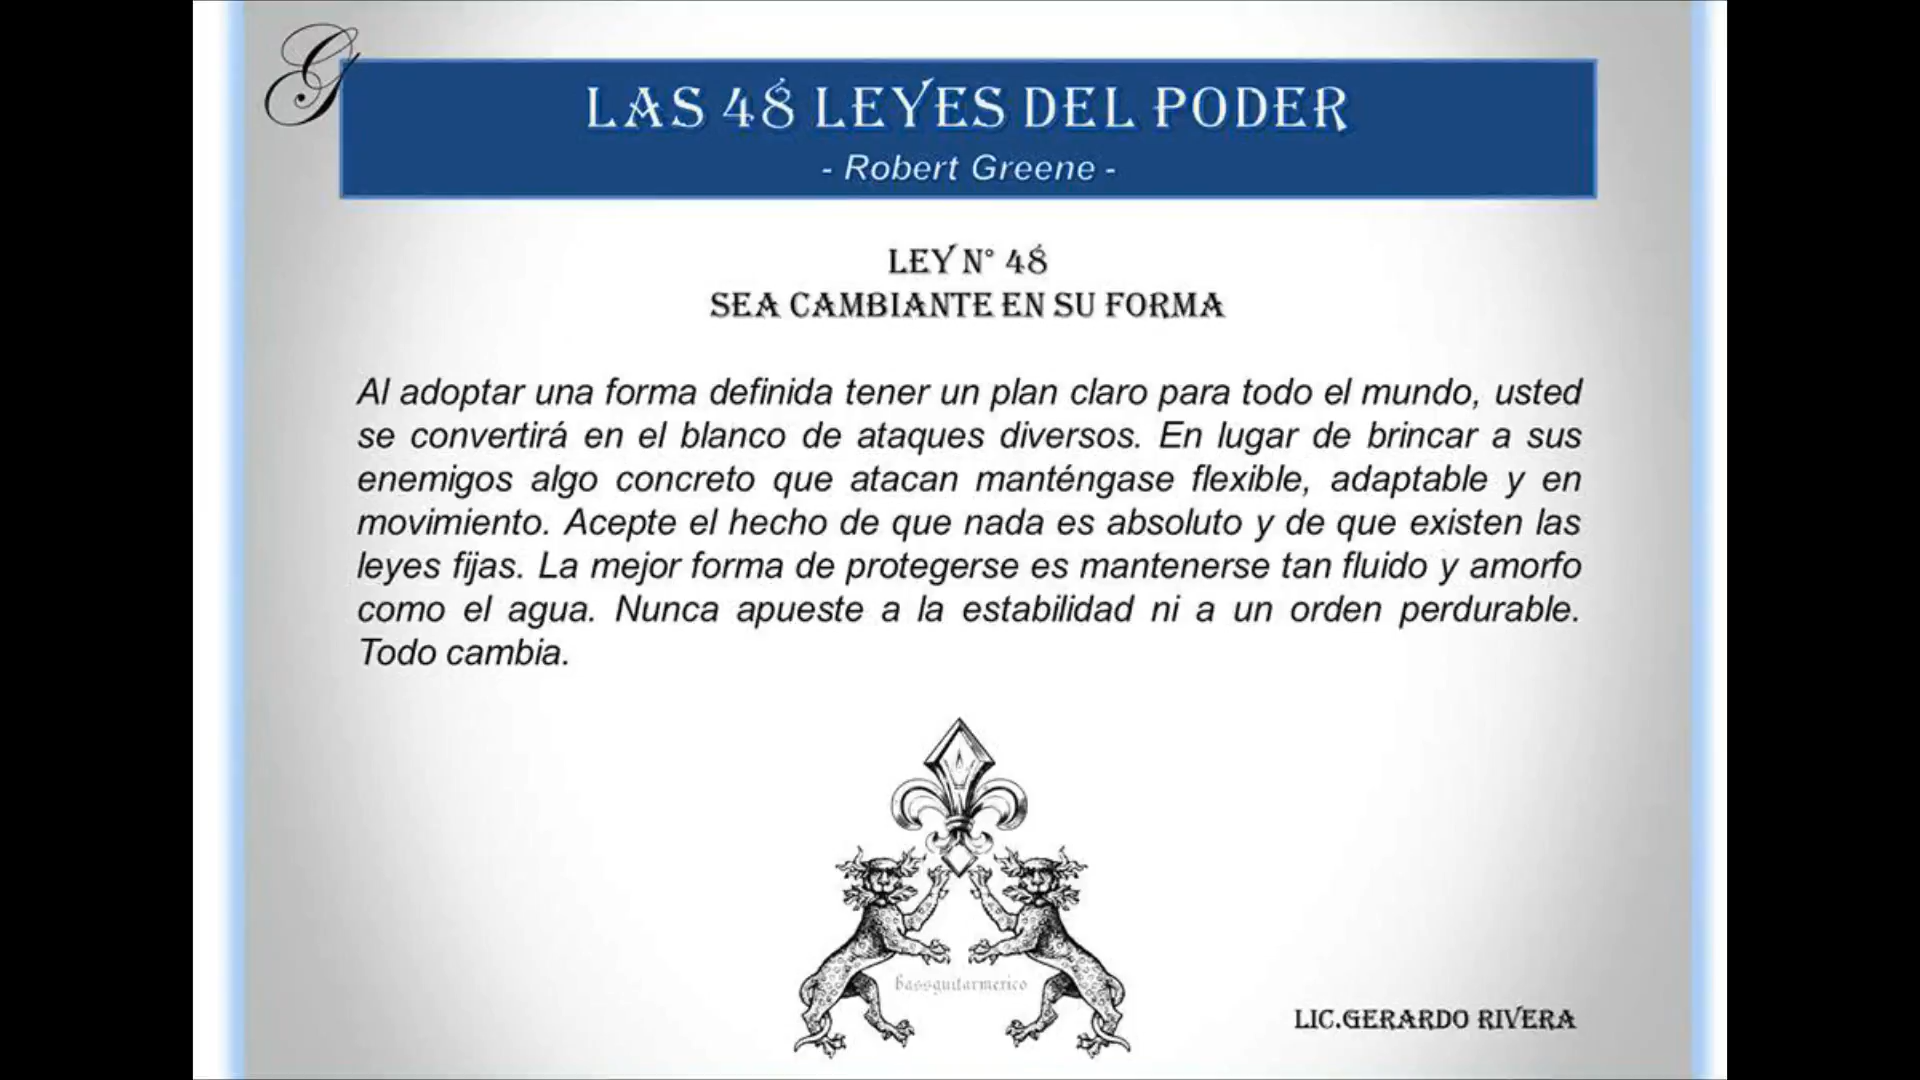 G
LAS 48 LEYES DEL PODER
- Robert Greene -
LEY N° 48
SEA CAMBIANTE EN SU FORMA
Al adoptar una forma definida tener un plan claro para todo el mundo, usted
se convertirá en el blanco de ataques diversos. En lugar de brincar a sus
enemigos algo concreto que atacan manténgase flexible, adaptable y en
movimiento. Acepte el hecho de que nada es absoluto y de que existen las
leyes fijas. La mejor forma de protegerse es mantenerse tan fluido y amorfo
como el agua. Nunca apueste a la estabilidad ni a un orden perdurable.
Todo cambia.
bassguitarmexico
LIC.GERARDO RIVERA